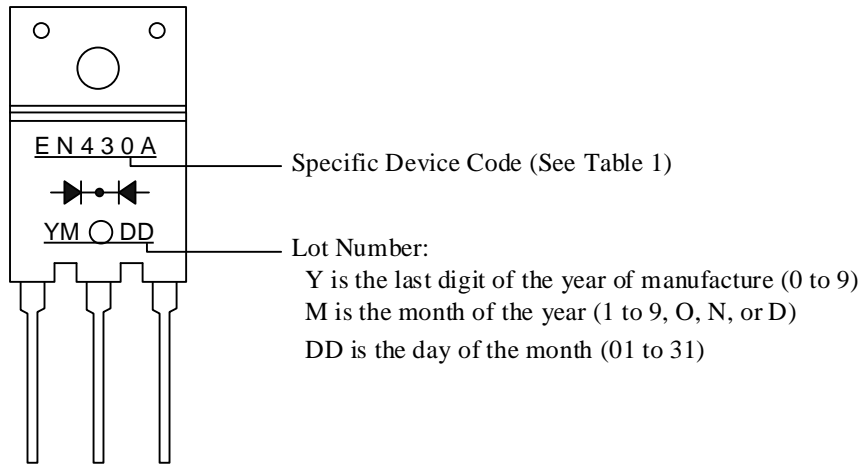 EN430A
Specific Device Code (See Table 1)
YM DD
Lot Number:
Y is the last digit of the year of manufacture (0 to 9)
M is the month of the year (1 to 9, O, N, or D)
DD is the day of the month (01 to 31)